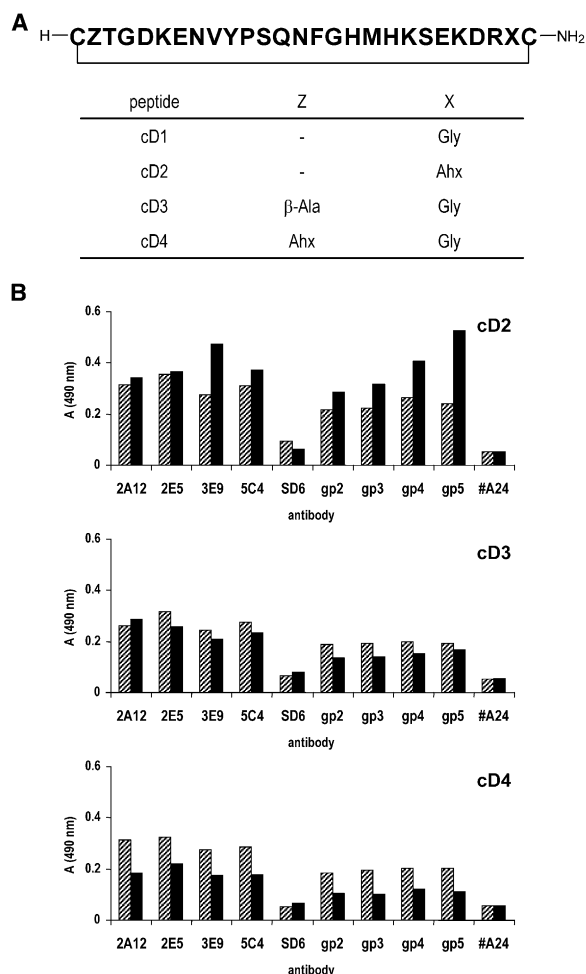 A
H—CZTGDKENVYPSQNFGHMHKSEKDRXC—NH2
peptide Z X
cD1 - Gly
cD2 - Ahx
cD3 β-Ala Gly
cD4 Ahx Gly
B
cD2
0.6
0.4
0.2
0
A (490 nm)
2A12 2E5 3E9 5C4 SD6 gp2 gp3 gp4 gp5 #A24
antibody
cD3
0.6
0.4
0.2
0
A (490 nm)
2A12 2E5 3E9 5C4 SD6 gp2 gp3 gp4 gp5 #A24
antibody
cD4
0.6
0.4
0.2
0
A (490 nm)
2A12 2E5 3E9 5C4 SD6 gp2 gp3 gp4 gp5 #A24
antibody